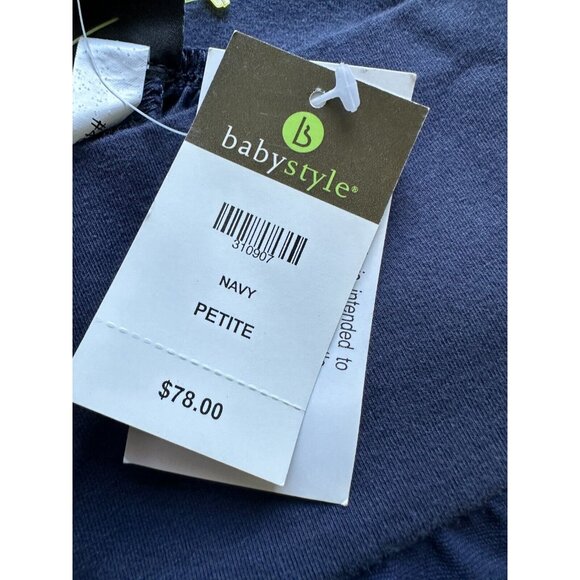 babystyle®
310907
NAVY
PETITE
$78.00
intended to